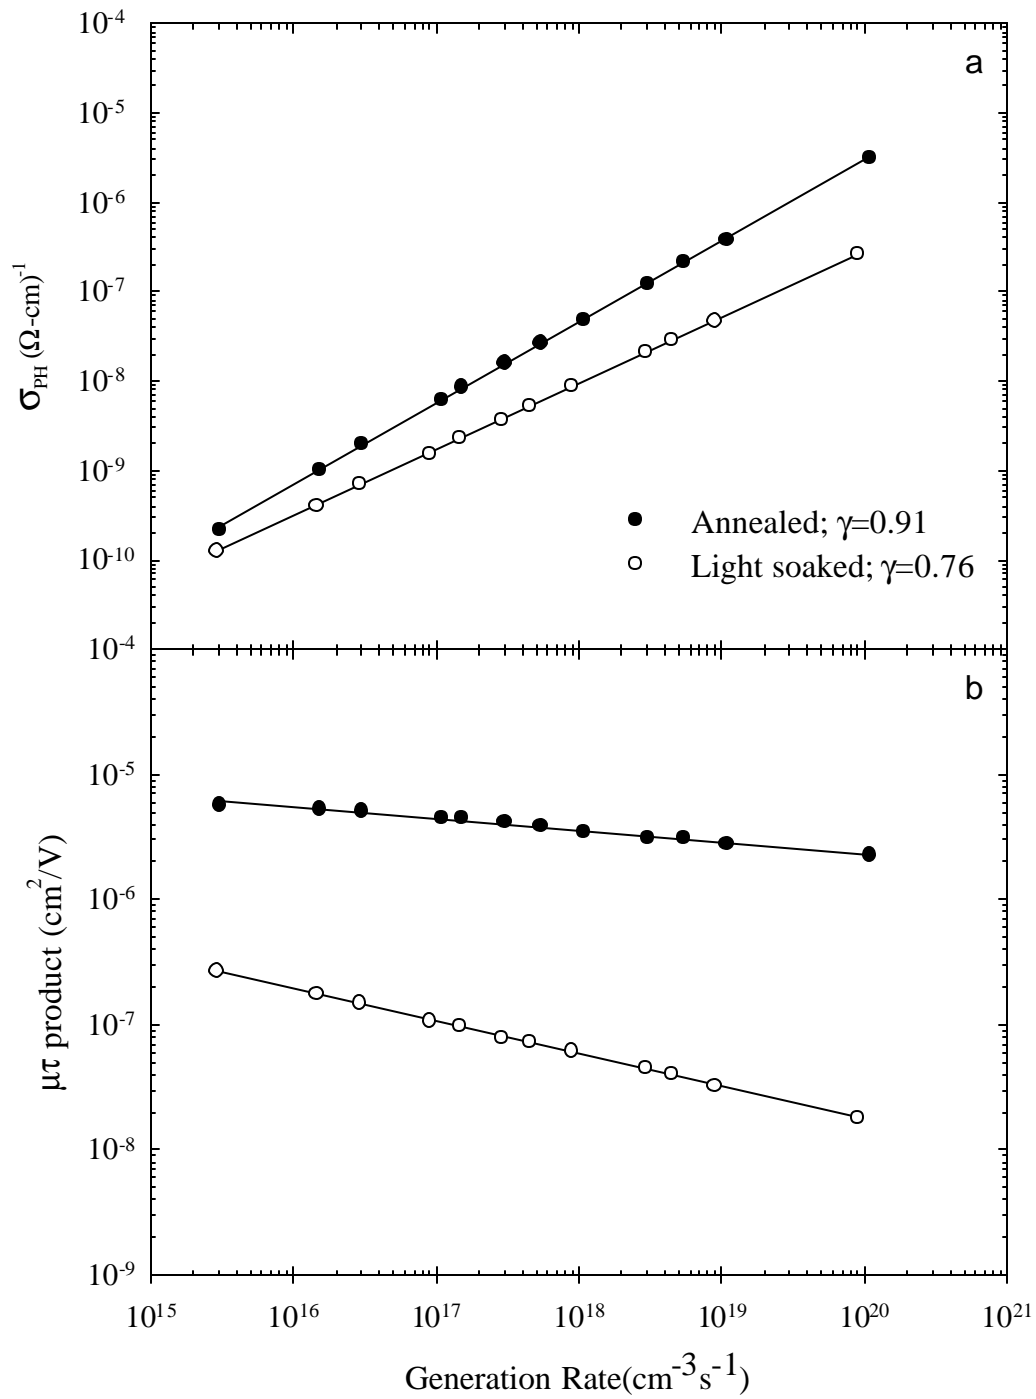 10⁻⁴
a
10⁻⁵
10⁻⁶
10⁻⁷
σPH (Ω-cm)⁻¹
10⁻⁸
10⁻⁹
Annealed; γ=0.91
10⁻¹⁰
Light soaked; γ=0.76
10⁻⁴
b
10⁻⁵
μτ product (cm²/V)
10⁻⁶
10⁻⁷
10⁻⁸
10⁻⁹
10¹⁵ 10¹⁶ 10¹⁷ 10¹⁸ 10¹⁹ 10²⁰ 10²¹
Generation Rate(cm⁻³s⁻¹)